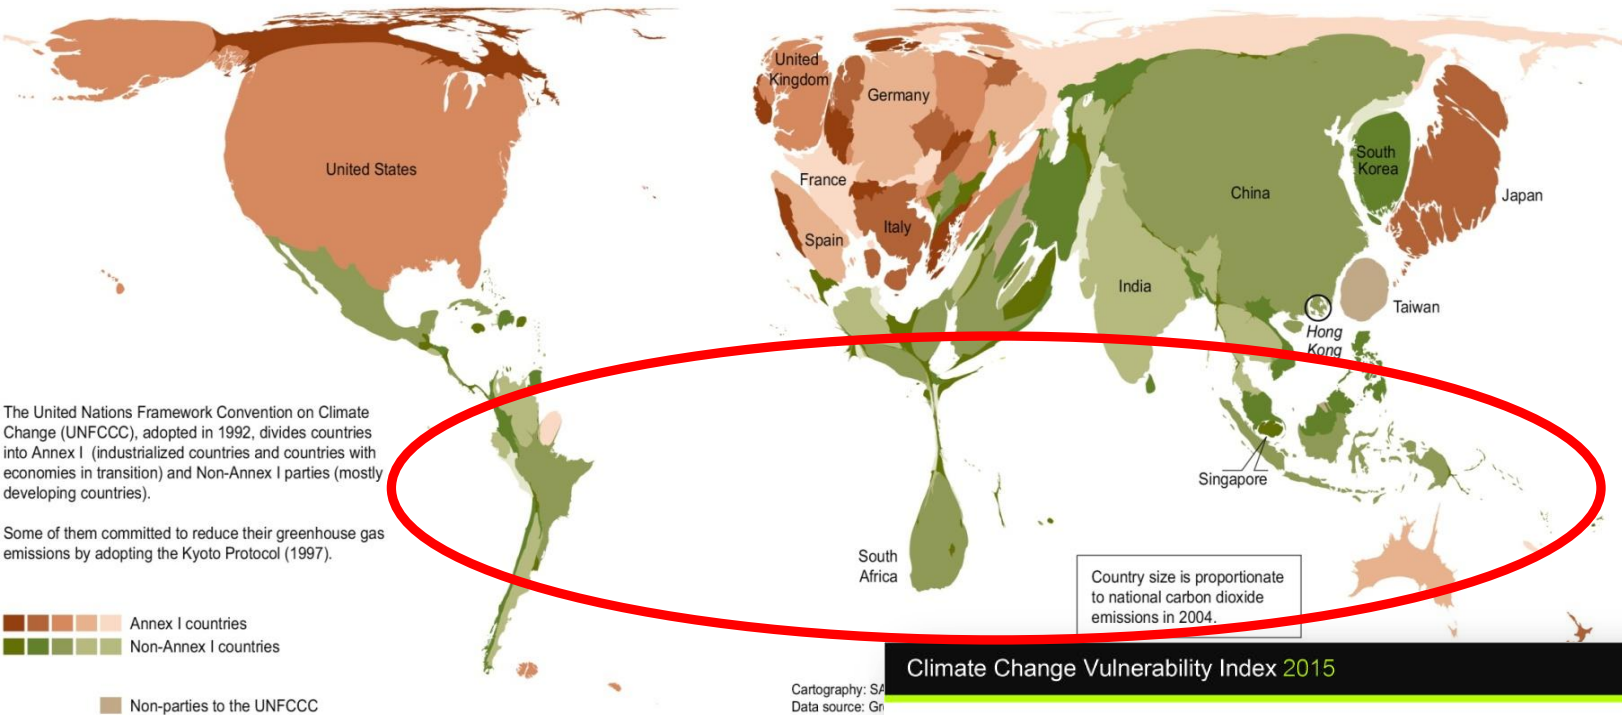 United
Kingdom
Germany
United States
France
Spain
Italy
China
South
Korea
Japan
India
Taiwan
Hong
Kong
Singapore
South
Africa
The United Nations Framework Convention on Climate
Change (UNFCCC), adopted in 1992, divides countries
into Annex I  (industrialized countries and countries with
economies in transition) and Non-Annex I parties (mostly
developing countries).
Some of them committed to reduce their greenhouse gas
emissions by adopting the Kyoto Protocol (1997).
Country size is proportionate
to national carbon dioxide
emissions in 2004.
Annex I countries
Non-Annex I countries
Non-parties to the UNFCCC
Climate Change Vulnerability Index 2015
Cartography:
Data source: